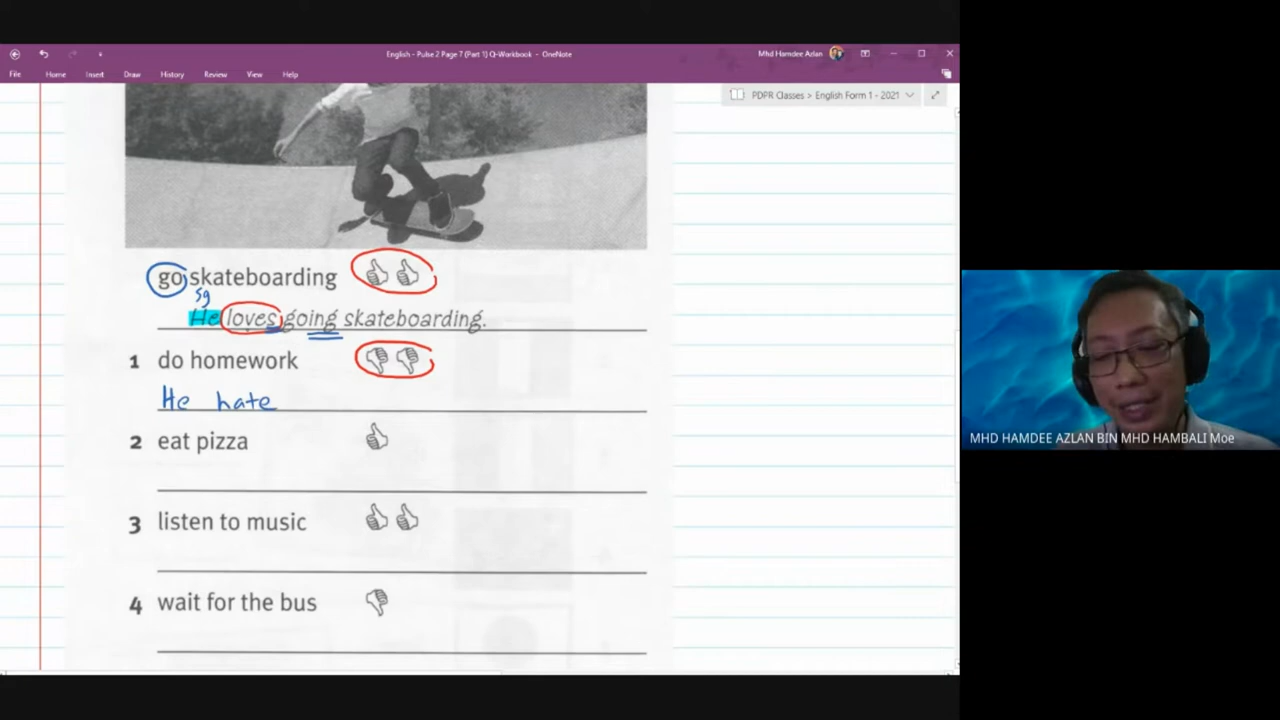 English - Pulse 2 Page 7 (Part 1) Q-Workbook - OneNote
Mhd Hamdee Azlan
File Home Insert Draw History Review View Help
PDPR Classes > English Form 1 - 2021
go skateboarding
sg
He loves going skateboarding.
1 do homework
He hate
2 eat pizza
3 listen to music
4 wait for the bus
MHD HAMDEE AZLAN BIN MHD HAMBALI Moe